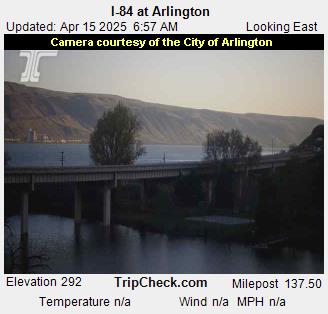 I-84 at Arlington
Updated: Apr 15 2025 6:57 AM Looking East
Camera courtesy of the City of Arlington
Elevation 292 TripCheck.com Milepost 137.50
Temperature n/a Wind n/a MPH n/a